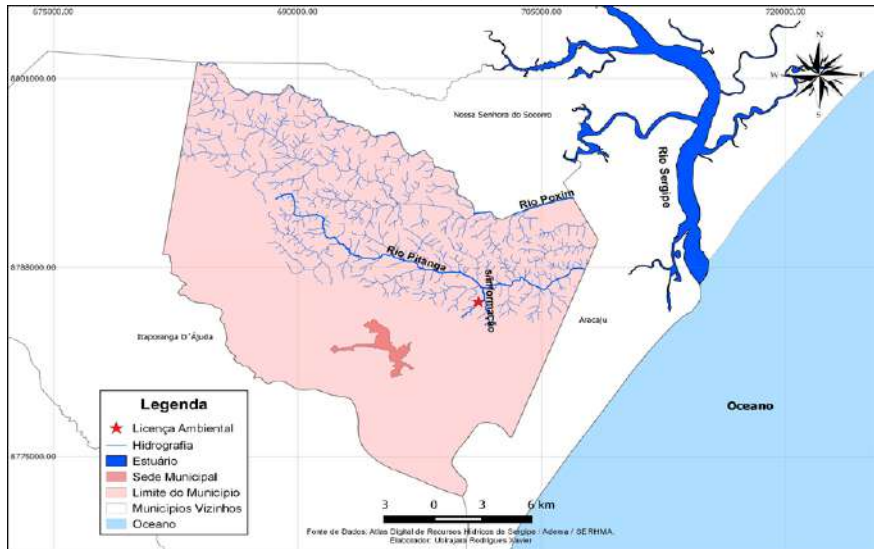 675000.00 690000.00 705000.00 720000.00
N
W E
S
8801000.00
Nossa Senhora do Socorro
Rio Sergipe
Rio Poxim
Rio Pitanga
s/informação
8788000.00
Aracaju
Itaporanga D'Ájuda
Oceano
Legenda
Licença Ambiental
Hidrografia
Estuário
Sede Municipal
Limite do Município
Municípios Vizinhos
Oceano
8775000.00
3 0 3 6 km
Fonte de Dados: Atlas Digital de Recursos Hídricos de Sergipe / Adema / SERHMA.
Elaborador: Ubirajara Rodrigues Xavier